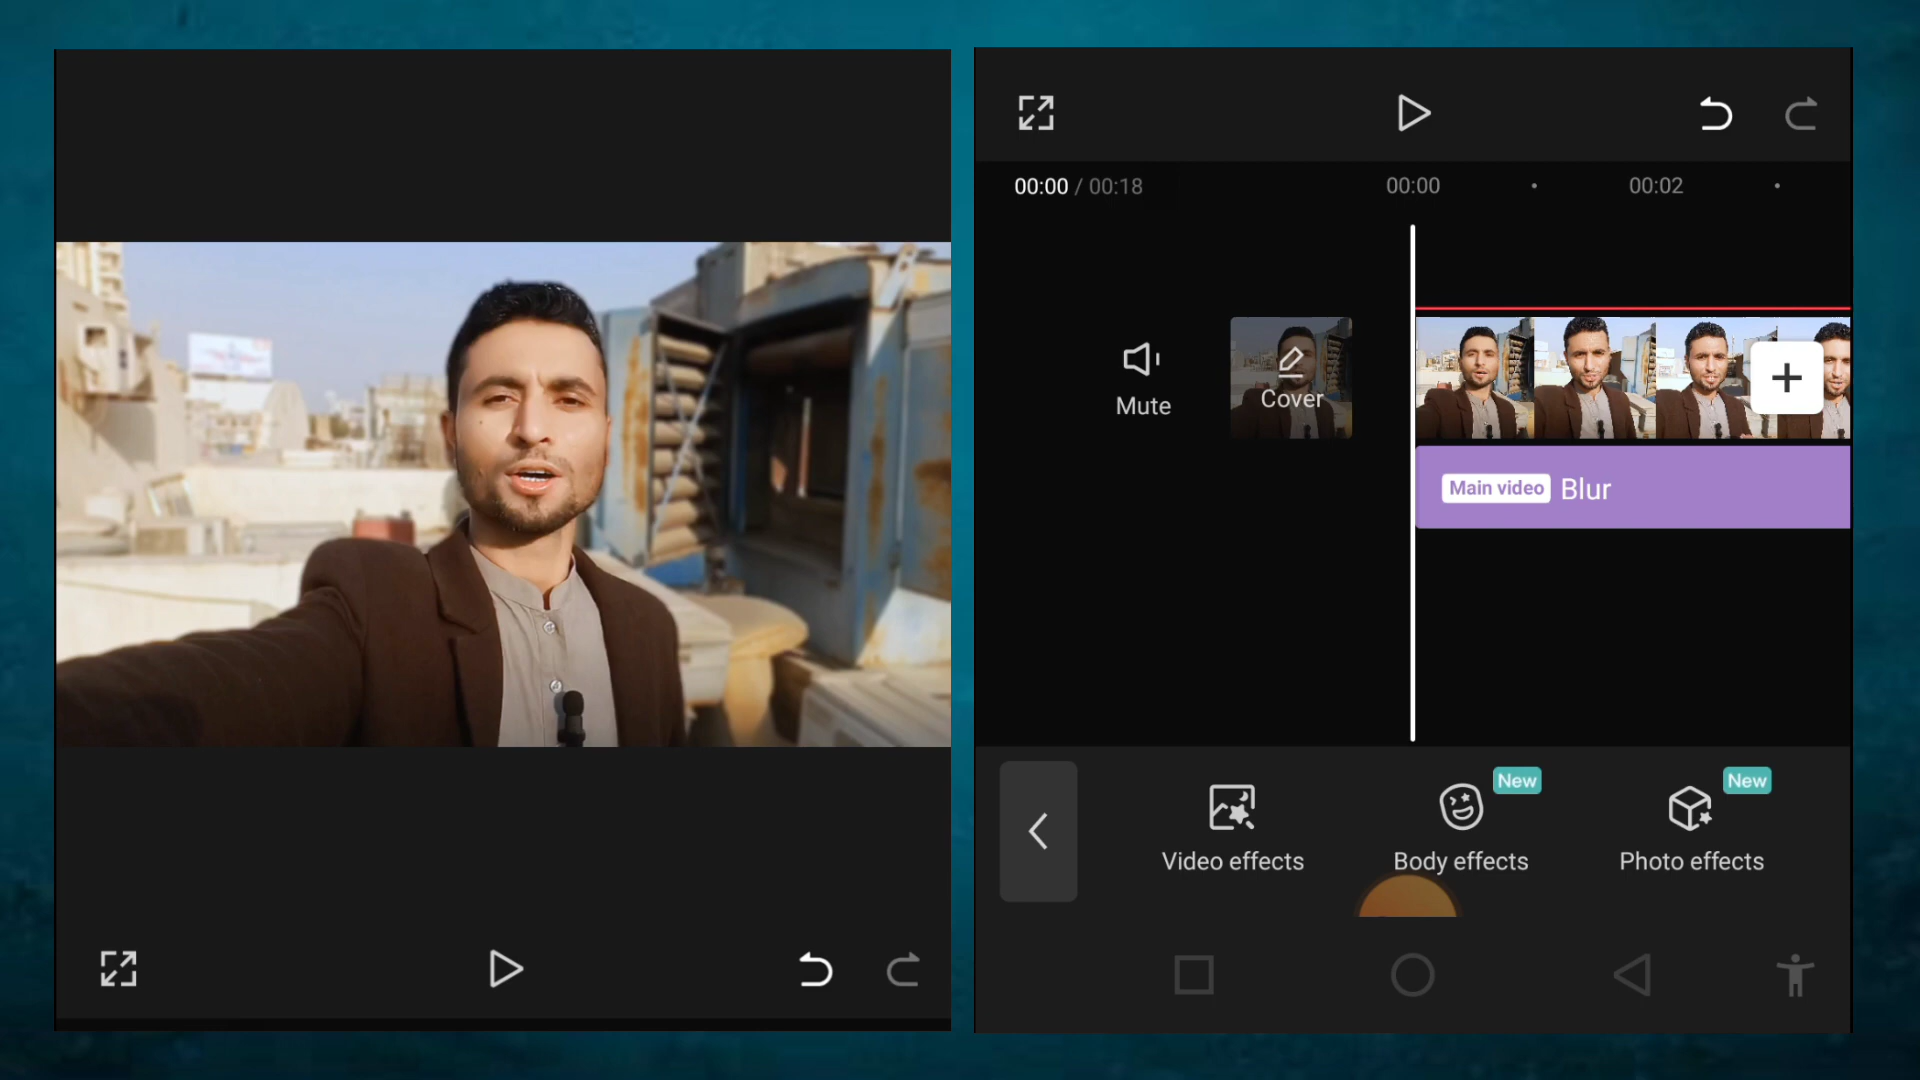 00:00 / 00:18
00:00
00:02
Mute
Cover
Main video
Blur
New
New
Video effects
Body effects
Photo effects